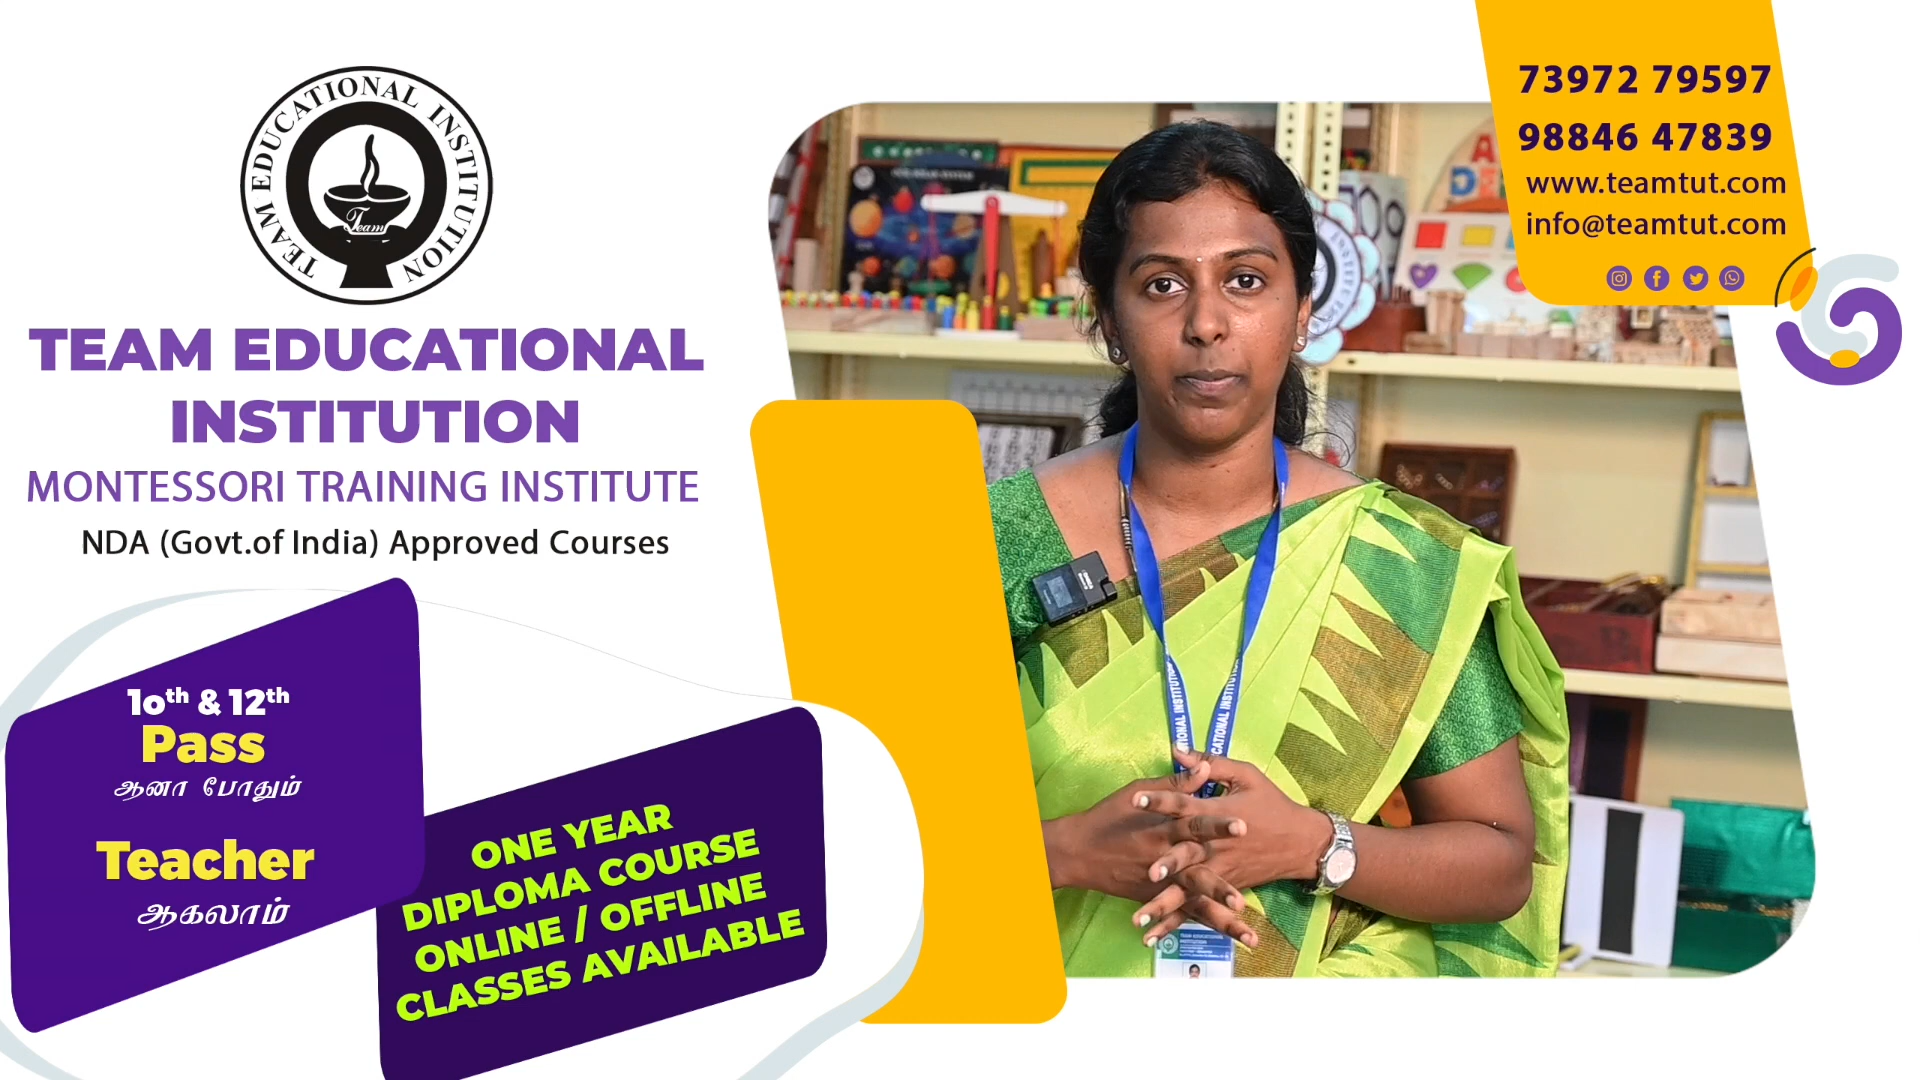 TEAM EDUCATIONAL INSTITUTION
Team
TEAM EDUCATIONAL
INSTITUTION
MONTESSORI TRAINING INSTITUTE
NDA (Govt.of India) Approved Courses
10th & 12th
Pass
ஆனா போதும்
Teacher
ஆகலாம்
ONE YEAR
DIPLOMA COURSE
ONLINE / OFFLINE
CLASSES AVAILABLE
73972 79597
98846 47839
www.teamtut.com
info@teamtut.com